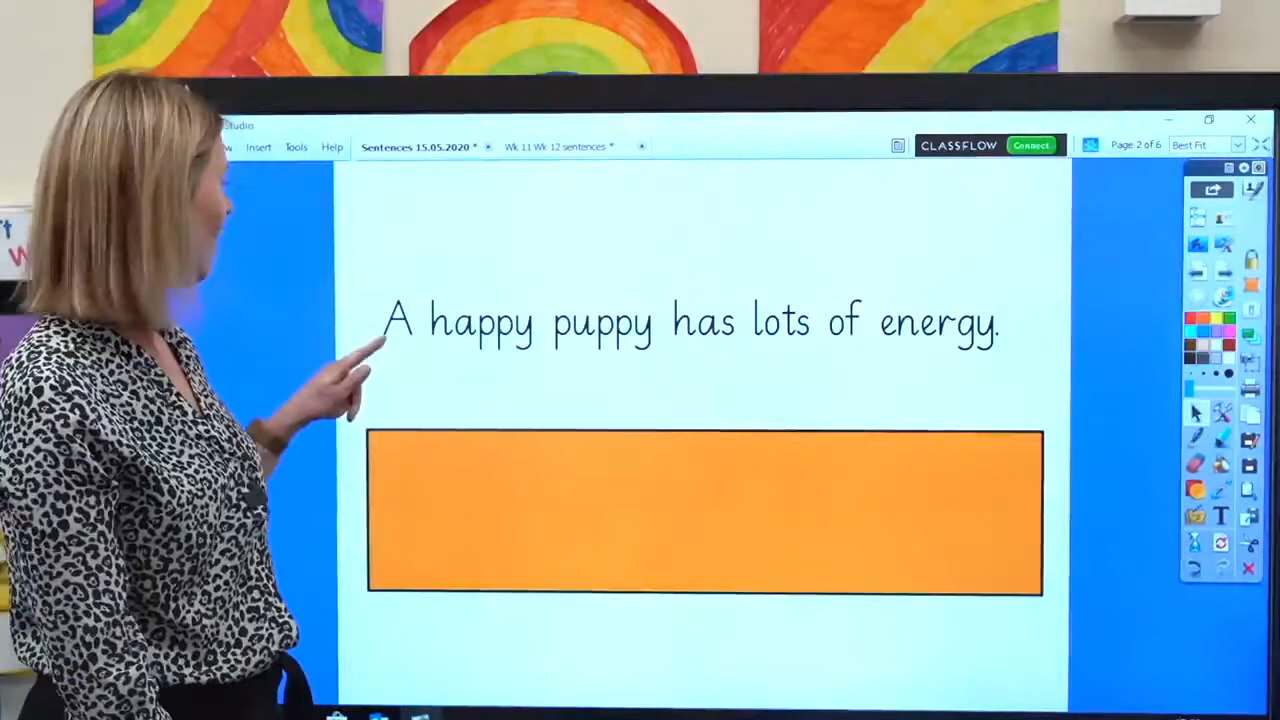 Studio
w Insert Tools Help Sentences 15.05.2020 * Wk 11 Wk 12 sentences * CLASSFLOW Connect Page 2 of 6 Best Fit
A happy puppy has lots of energy.
T